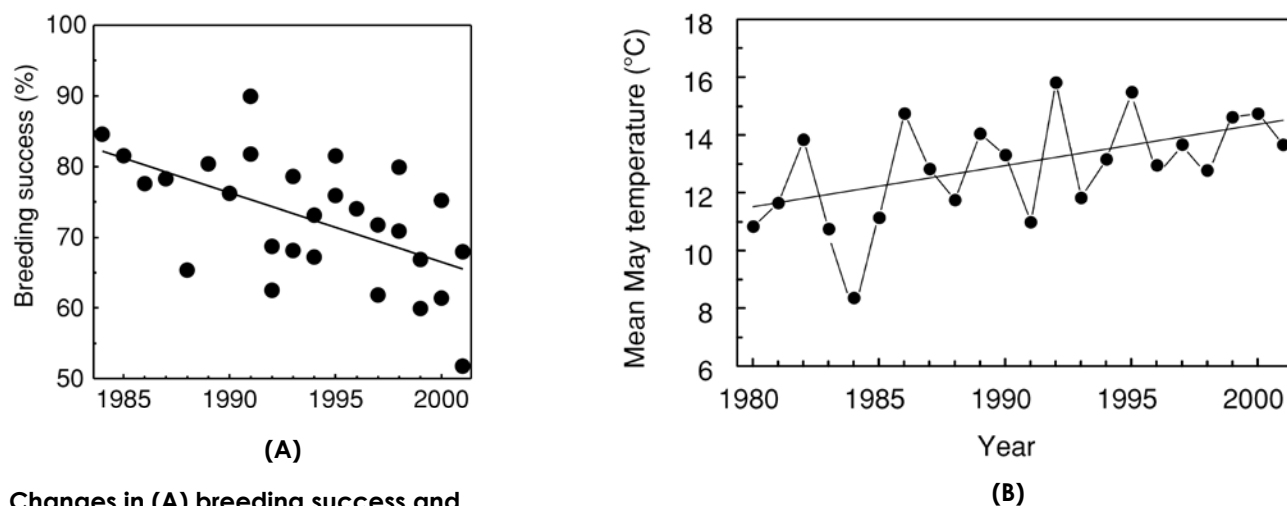 100
90
80
70
60
50
Breeding success (%)
1985 1990 1995 2000
(A)
18
16
14
12
10
8
6
Mean May temperature (°C)
1980 1985 1990 1995 2000
Year
(B)
Changes in (A) breeding success and